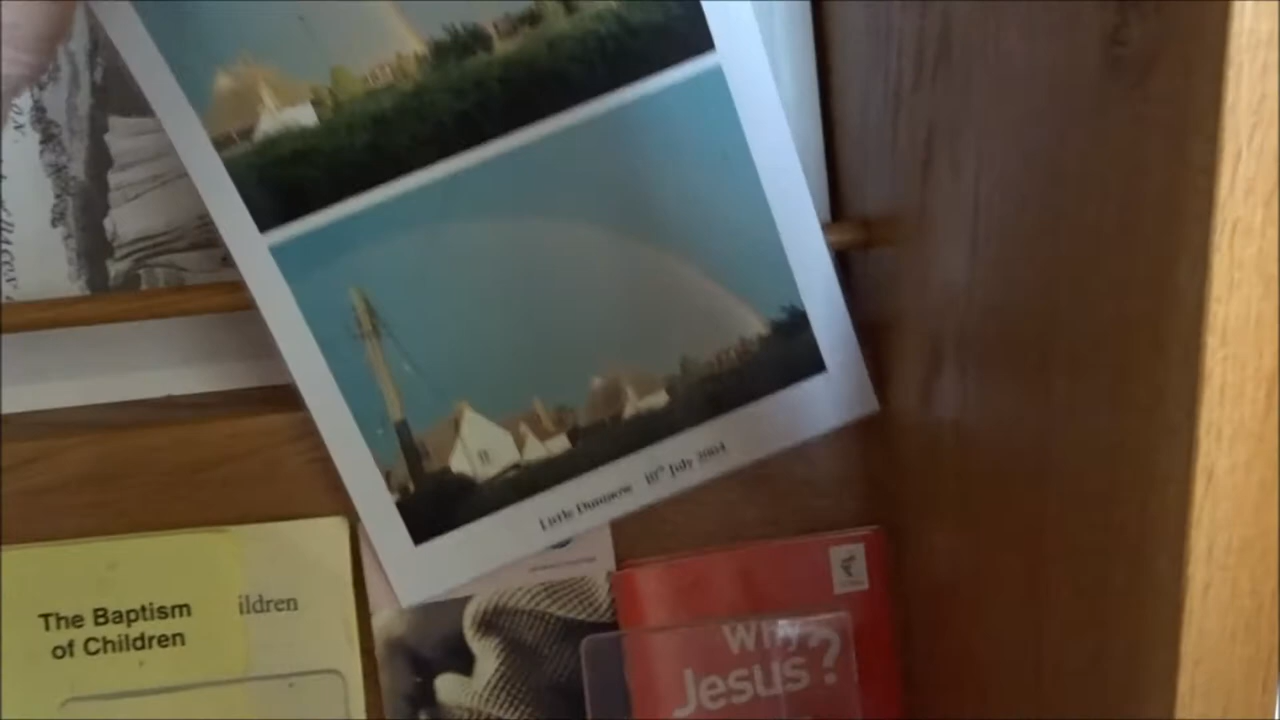 Little Dunmow 10th July 2004
The Baptism
of Children
ildren
Why
Jesus?